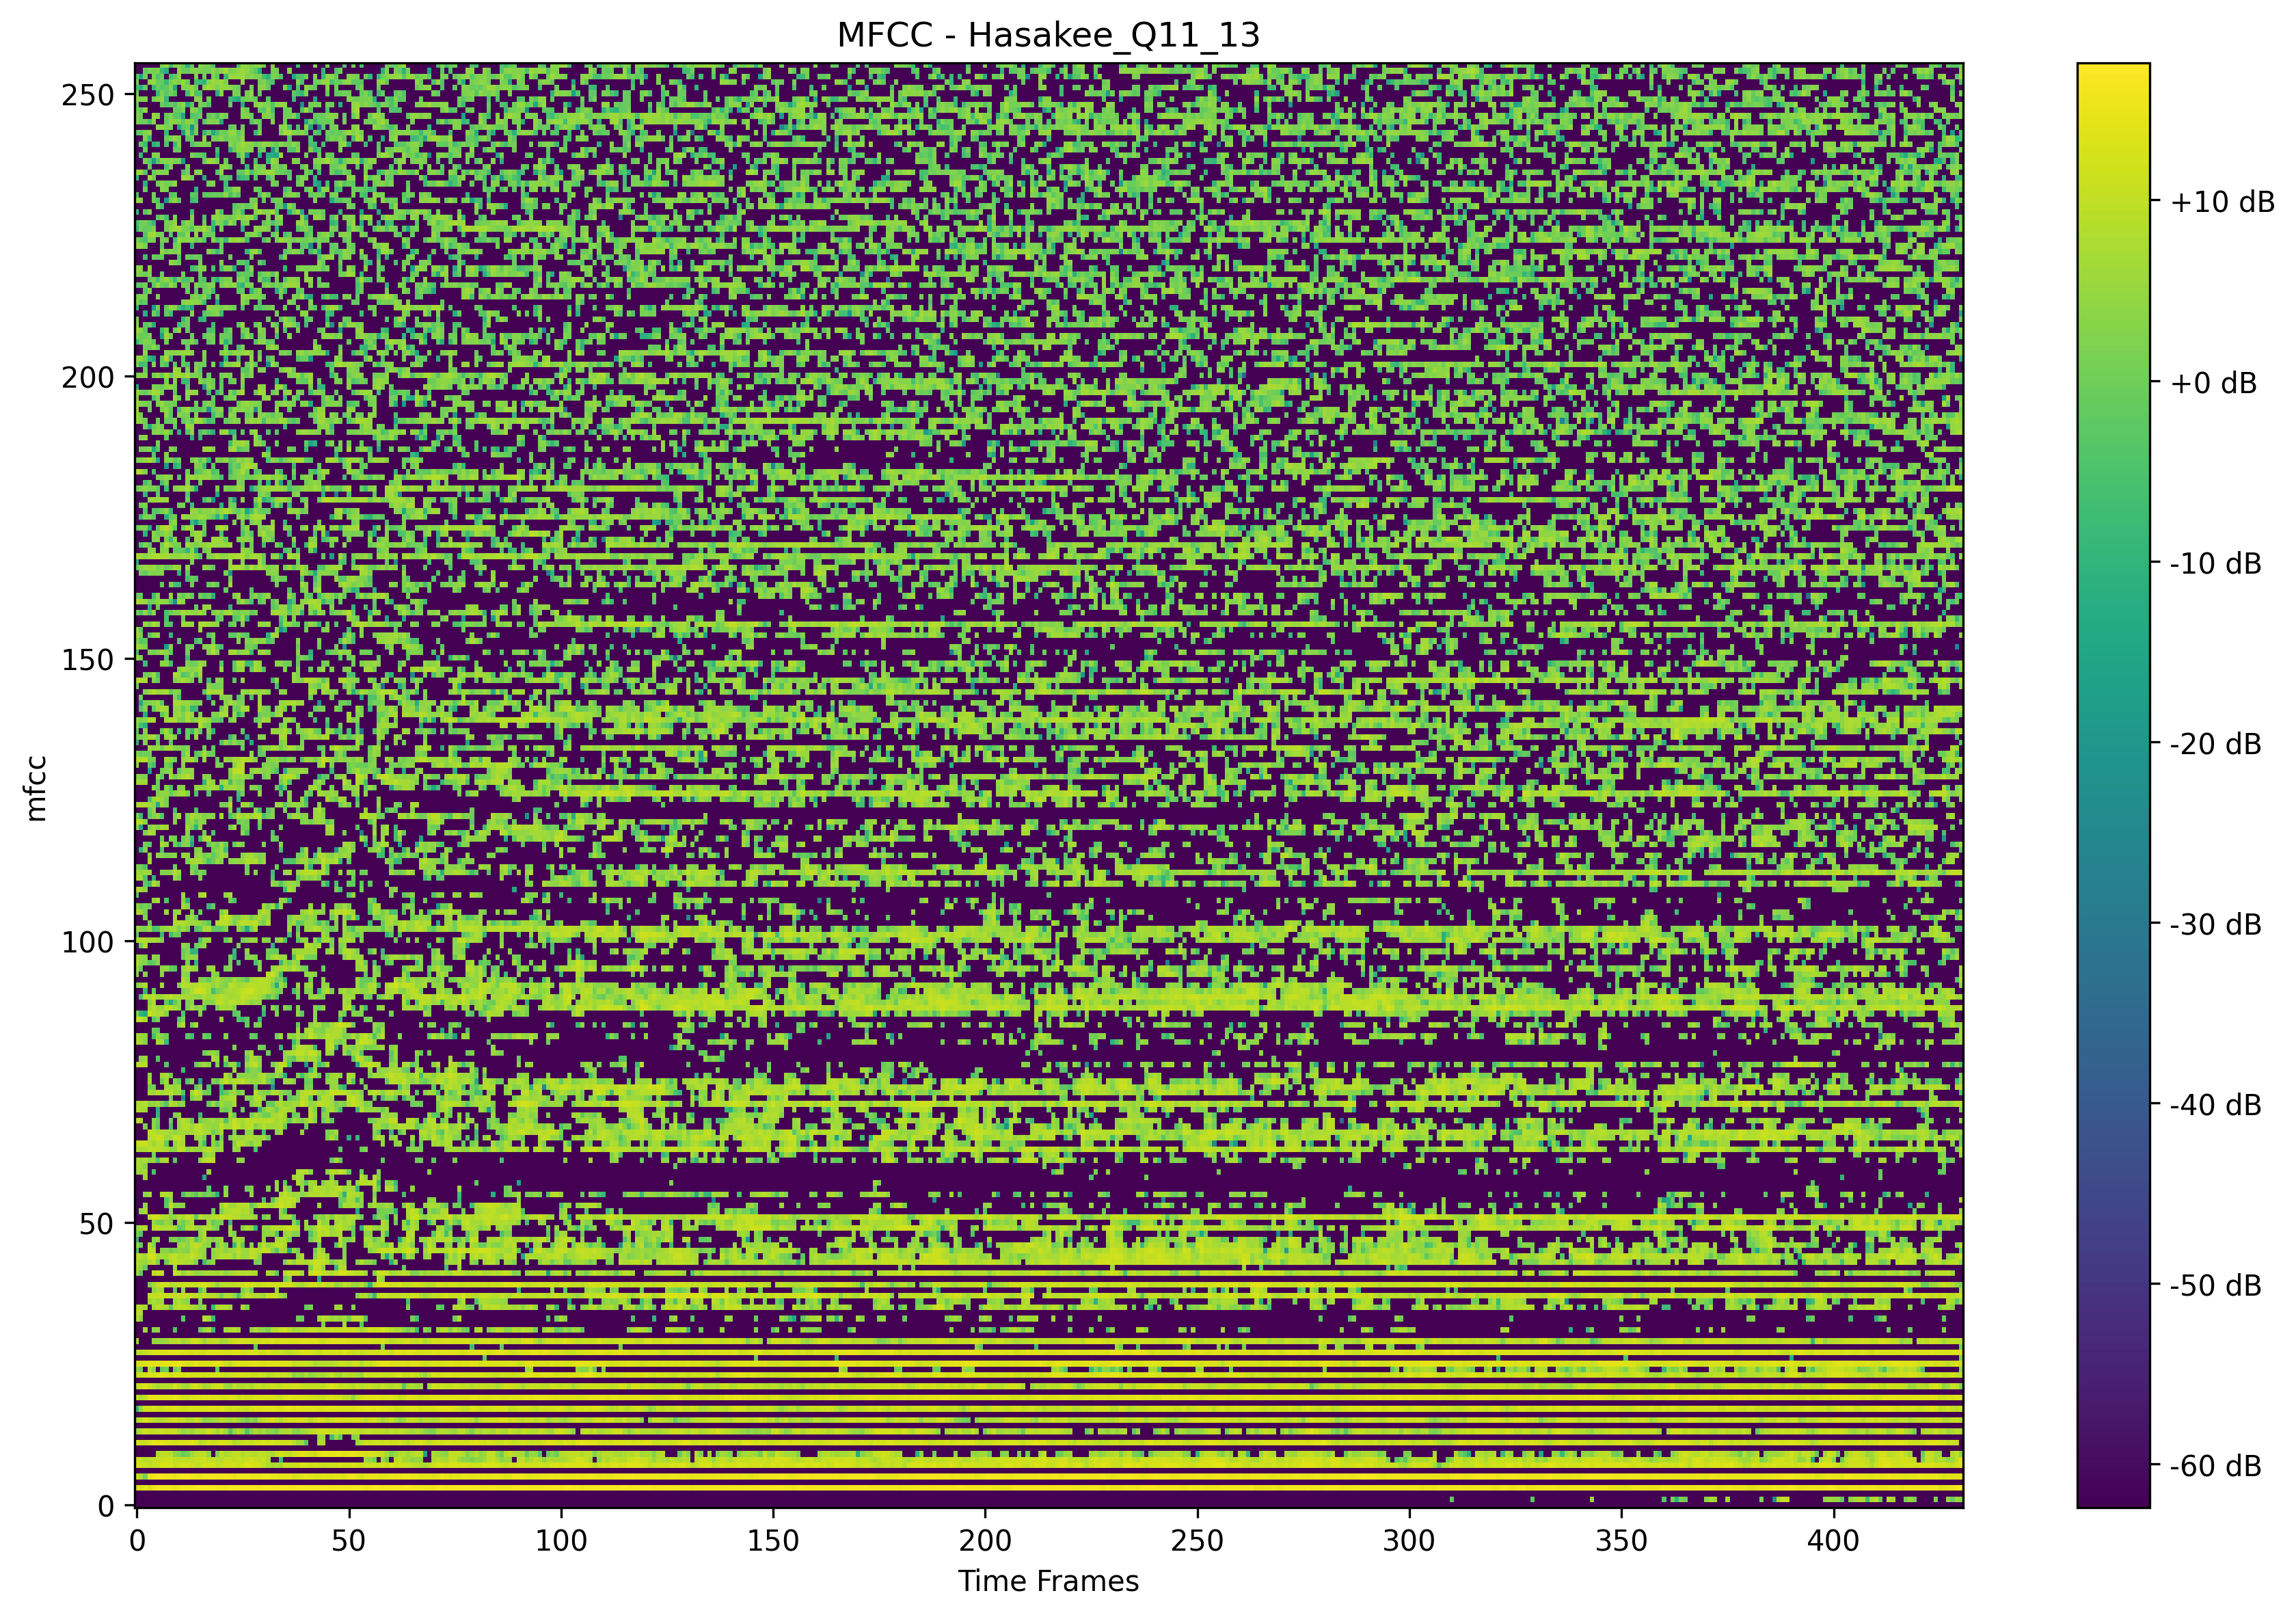 MFCC - Hasakee_Q11_13
mfcc
250
200
150
100
50
0
0 50 100 150 200 250 300 350 400
Time Frames
+10 dB
+0 dB
-10 dB
-20 dB
-30 dB
-40 dB
-50 dB
-60 dB